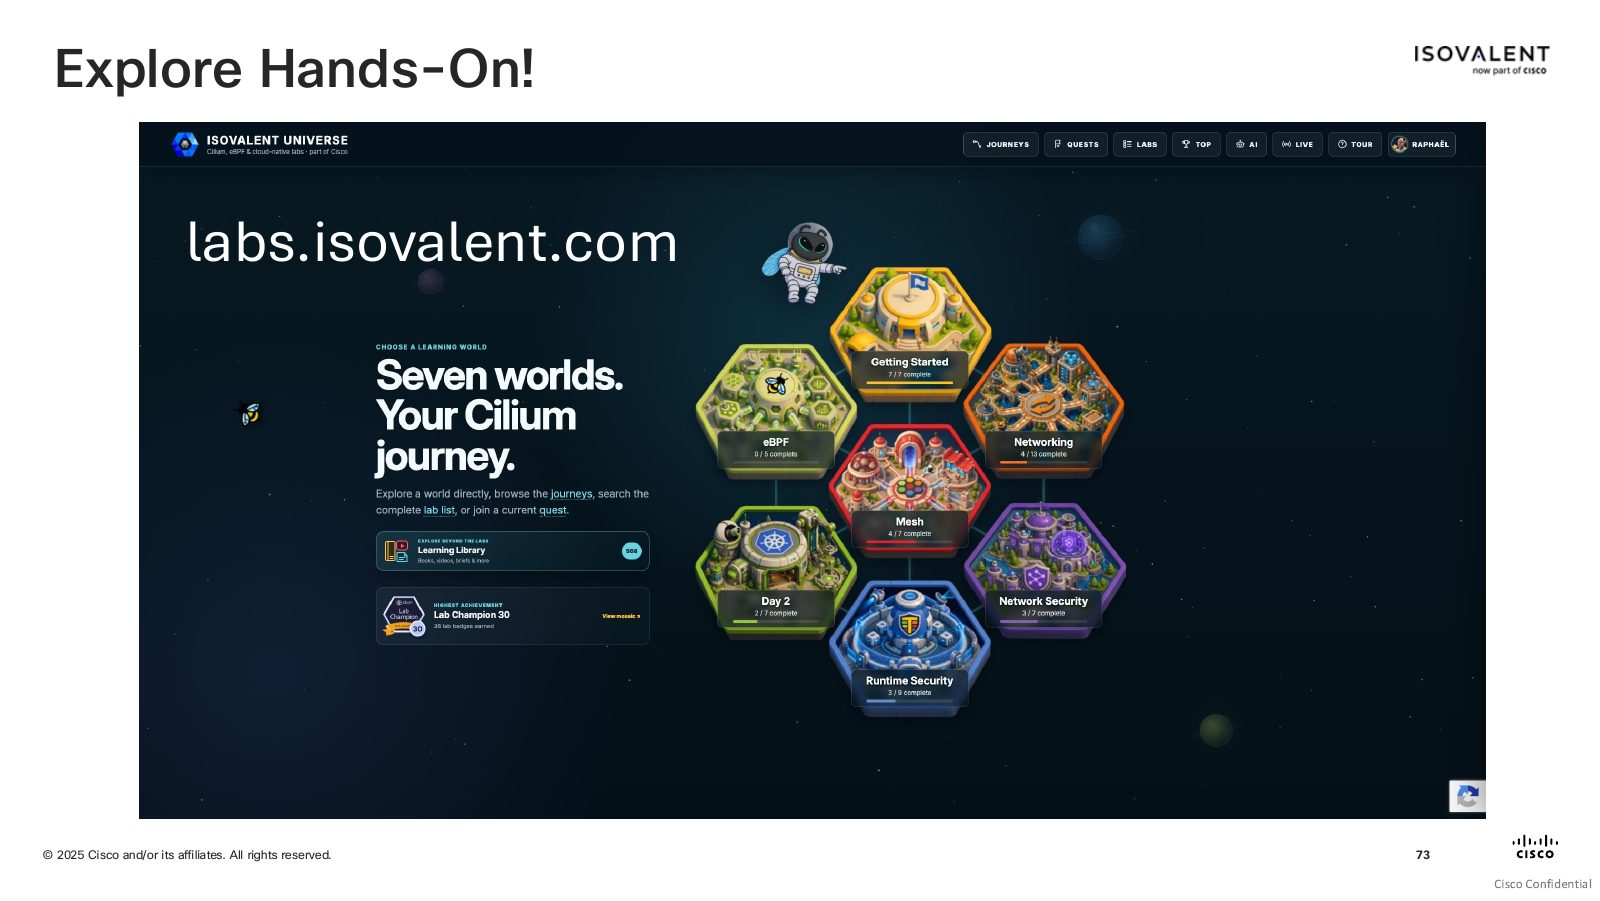 Explore Hands-On!
ISOVALENT
now part of CISCO
ISOVALENT UNIVERSE
Cilium, eBPF & cloud-native labs · part of Cisco
JOURNEYS
QUESTS
LABS
TOP
AI
LIVE
TOUR
RAPHAËL
labs.isovalent.com
CHOOSE A LEARNING WORLD
Seven worlds.
Your Cilium
journey.
Explore a world directly, browse the journeys, search the
complete lab list, or join a current quest.
EXPLORE BEYOND THE LABS
Learning Library
Books, videos, briefs & more
568
Lab
Champion
30
HIGHEST ACHIEVEMENT
Lab Champion 30
36 lab badges earned
View mosaic
Getting Started
7 / 7 complete
eBPF
0 / 5 complete
Networking
4 / 13 complete
Mesh
4 / 7 complete
Day 2
2 / 7 complete
Network Security
3 / 7 complete
Runtime Security
3 / 9 complete
© 2025 Cisco and/or its affiliates. All rights reserved.
73
CISCO
Cisco Confidential